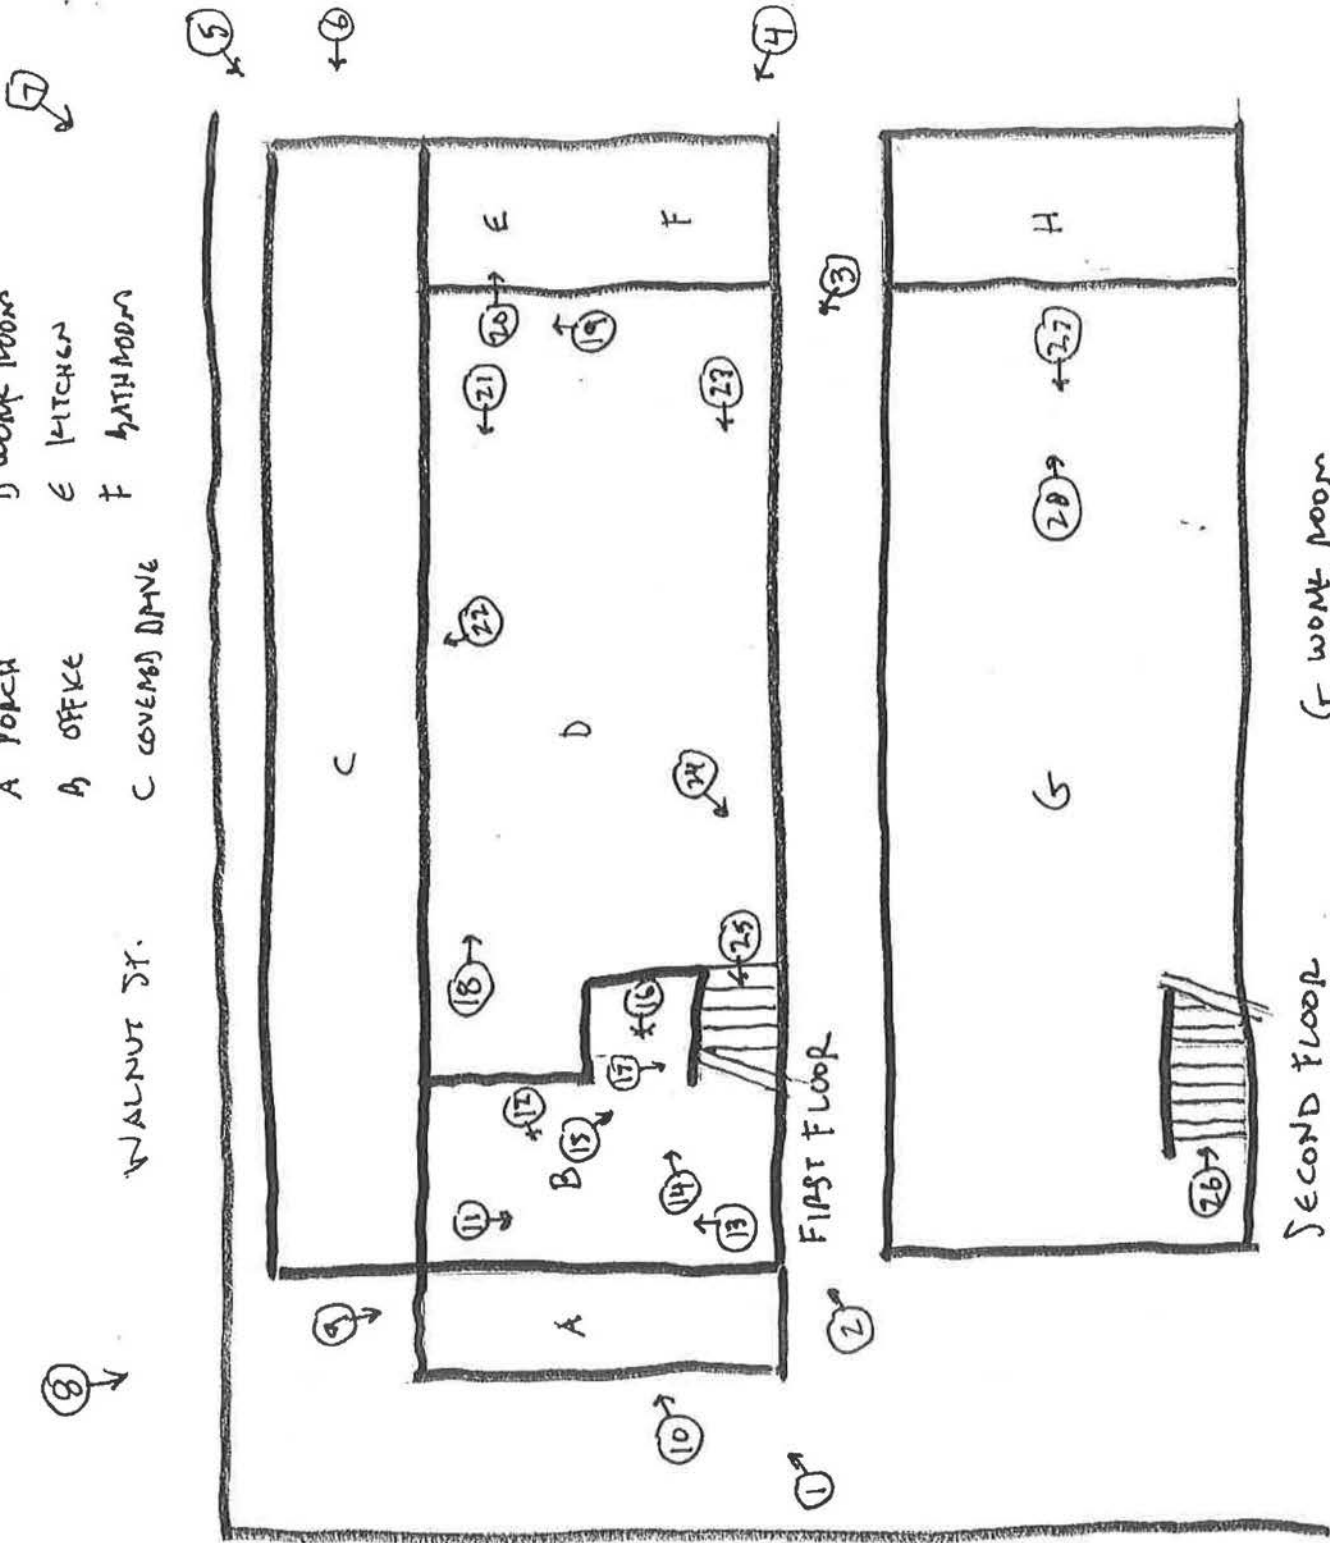 A PORCH D WORK ROOM
7
8 B OFFICE E KITCHEN
WALNUT ST. C COVERED DRIVE F BATHROOM
5
9 C 6
11 18 22 21 20 E
12
A B 15 D 19
17 16
10 14 24 F
13 25 23
4
1 FIRST FLOOR
2 3
G 28 27 H
26
SECOND FLOOR G WORK ROOM